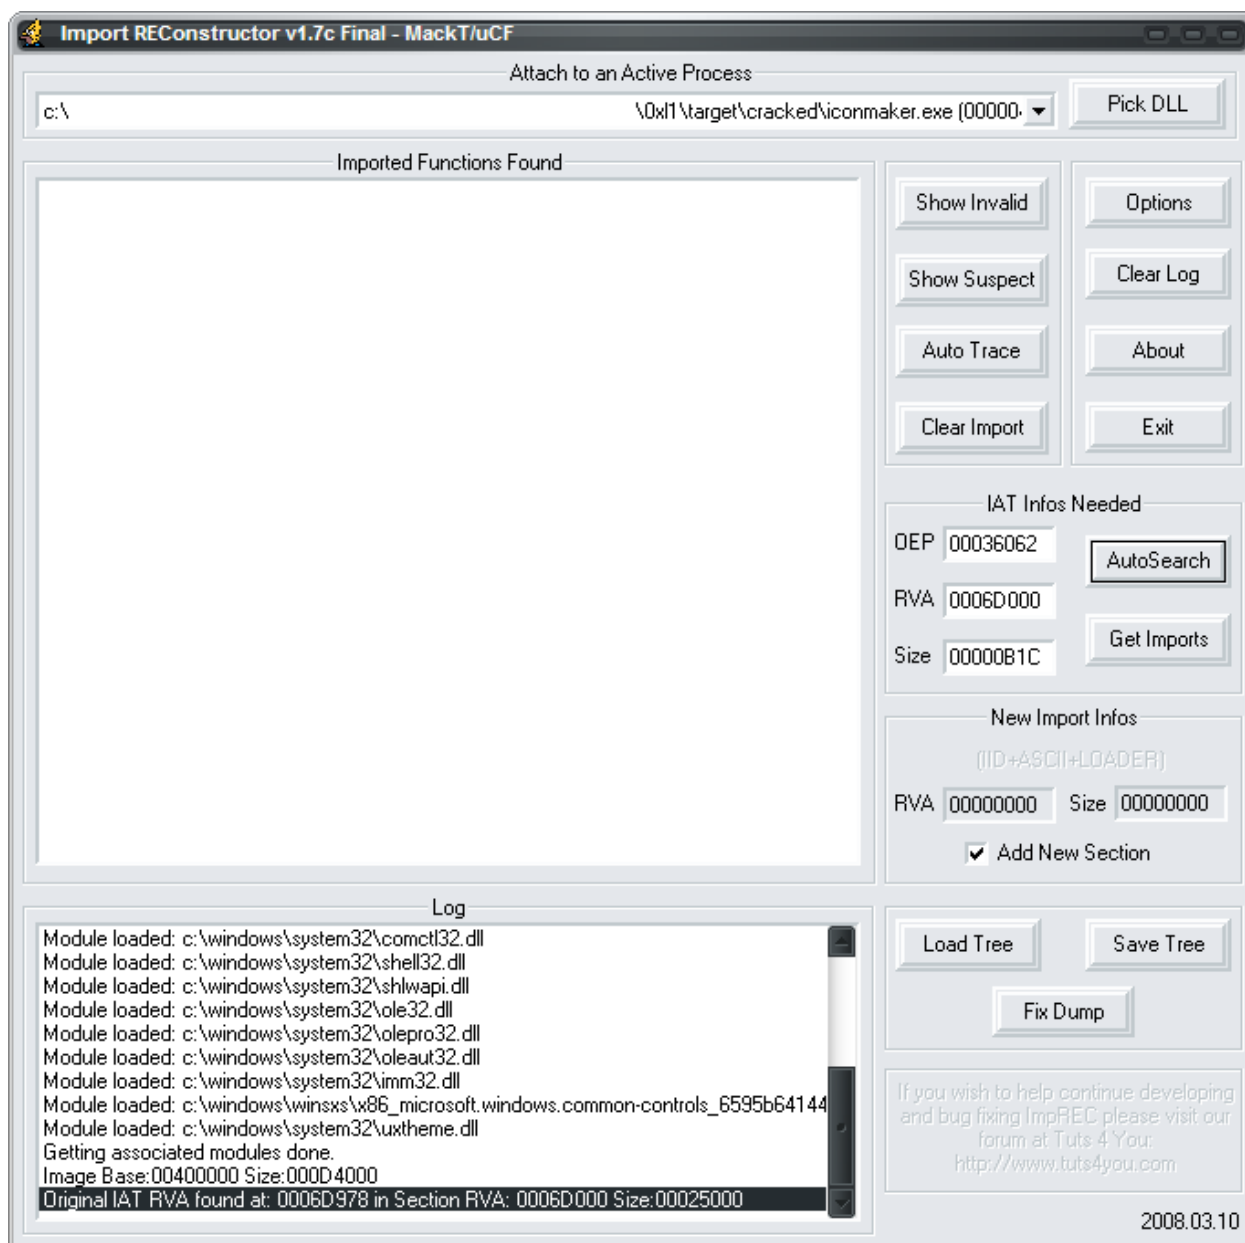 Import REConstructor v1.7c Final - MackT/uCF
Attach to an Active Process
c:\ \0xl1\target\cracked\iconmaker.exe (00000
Pick DLL
Imported Functions Found
Show Invalid
Options
Show Suspect
Clear Log
Auto Trace
About
Clear Import
Exit
IAT Infos Needed
OEP 00036062
AutoSearch
RVA 0006D000
Size 00000B1C
Get Imports
New Import Infos
(IID+ASCII+LOADER)
RVA 00000000 Size 00000000
Add New Section
Log
Module loaded: c:\windows\system32\comctl32.dll
Module loaded: c:\windows\system32\shell32.dll
Module loaded: c:\windows\system32\shlwapi.dll
Module loaded: c:\windows\system32\ole32.dll
Module loaded: c:\windows\system32\olepro32.dll
Module loaded: c:\windows\system32\oleaut32.dll
Module loaded: c:\windows\system32\imm32.dll
Module loaded: c:\windows\winsxs\x86_microsoft.windows.common-controls_6595b64144
Module loaded: c:\windows\system32\uxtheme.dll
Getting associated modules done.
Image Base:00400000 Size:000D4000
Original IAT RVA found at: 0006D978 in Section RVA: 0006D000 Size:00025000
Load Tree
Save Tree
Fix Dump
If you wish to help continue developing
and bug fixing ImpREC please visit our
forum at Tuts 4 You:
http://www.tuts4you.com
2008.03.10